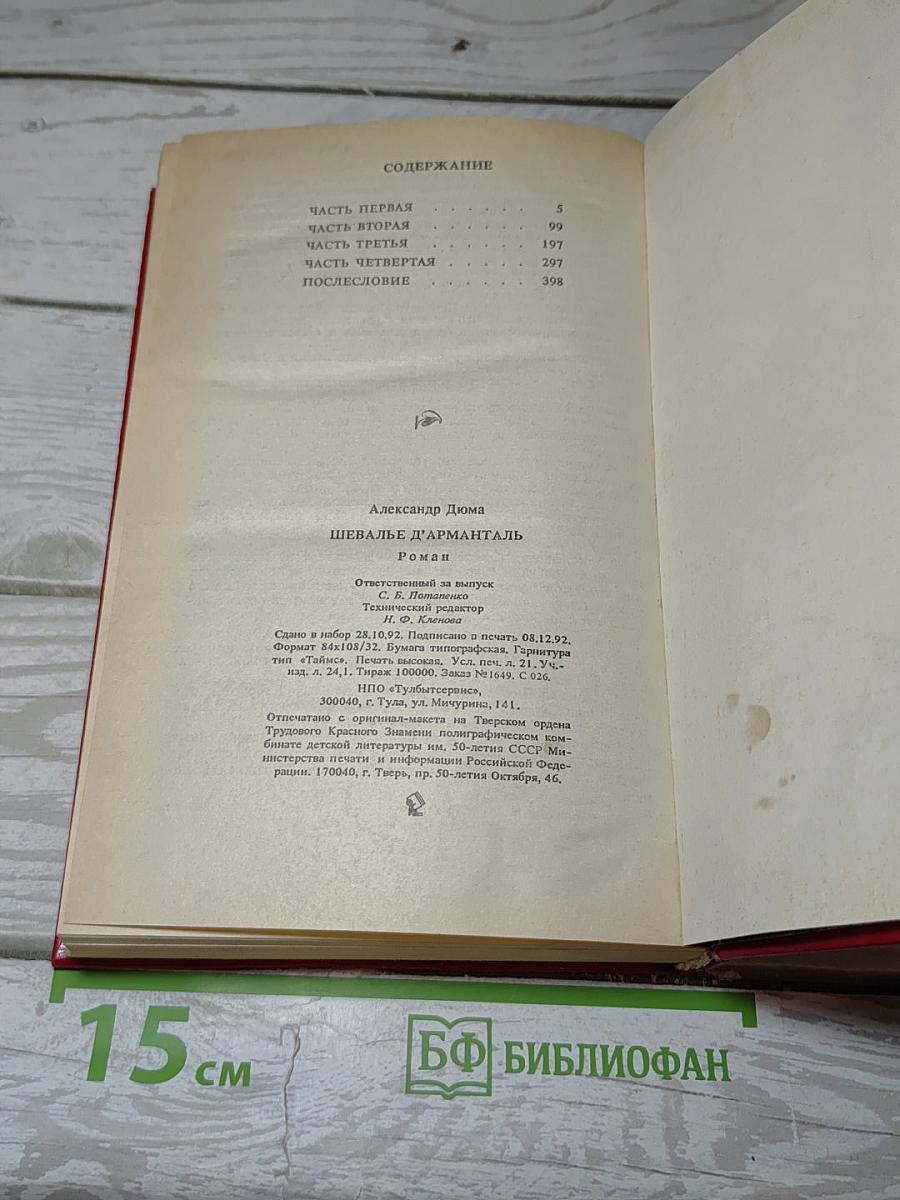 СОДЕРЖАНИЕ
ЧАСТЬ ПЕРВАЯ . . . . . . 5
ЧАСТЬ ВТОРАЯ . . . . . . 99
ЧАСТЬ ТРЕТЬЯ . . . . . . 197
ЧАСТЬ ЧЕТВЕРТАЯ . . . . . 297
ПОСЛЕСЛОВИЕ . . . . . . 398
Александр Дюма
ШЕВАЛЬЕ Д'АРМАНТАЛЬ
Роман
Ответственный за выпуск
С. Б. Потапенко
Технический редактор
Н. Ф. Кленова
Сдано в набор 28.10.92. Подписано в печать 08.12.92.
Формат 84х108/32. Бумага типографская. Гарнитура
тип «Таймс». Печать высокая. Усл. печ. л. 21. Уч.-
изд. л. 24,1. Тираж 100000. Заказ №1649. С 026.
НПО «Тулбытсервис»,
300040, г. Тула, ул. Мичурина, 141.
Отпечатано с оригинал-макета на Тверском ордена
Трудового Красного Знамени полиграфическом ком-
бинате детской литературы им. 50-летия СССР Ми-
нистерства печати и информации Российской Феде-
рации. 170040, г. Тверь, пр. 50-летия Октября, 46.
15 см
БФ БИБЛИОФАН